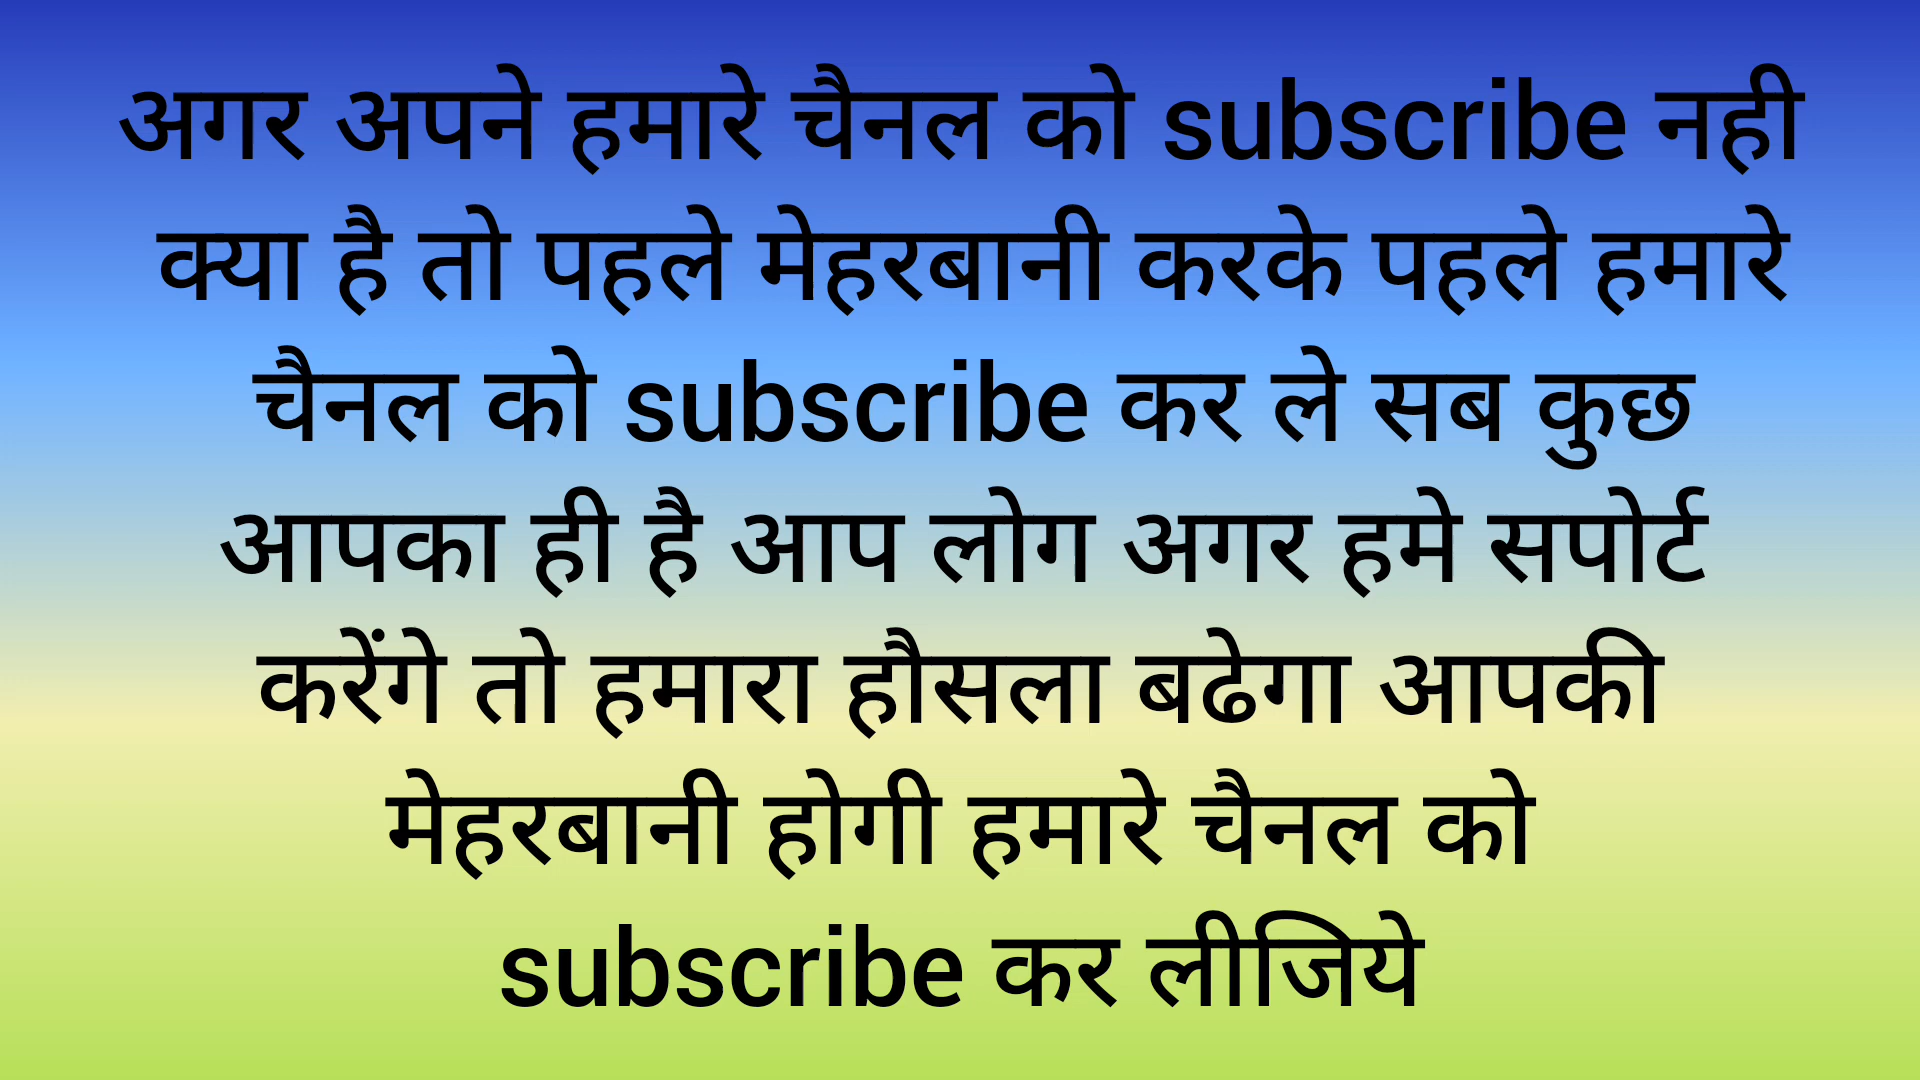 अगर अपने हमारे चैनल को subscribe नही
क्या है तो पहले मेहरबानी करके पहले हमारे
चैनल को subscribe कर ले सब कुछ
आपका ही है आप लोग अगर हमे सपोर्ट
करेंगे तो हमारा हौसला बढेगा आपकी
मेहरबानी होगी हमारे चैनल को
subscribe कर लीजिये